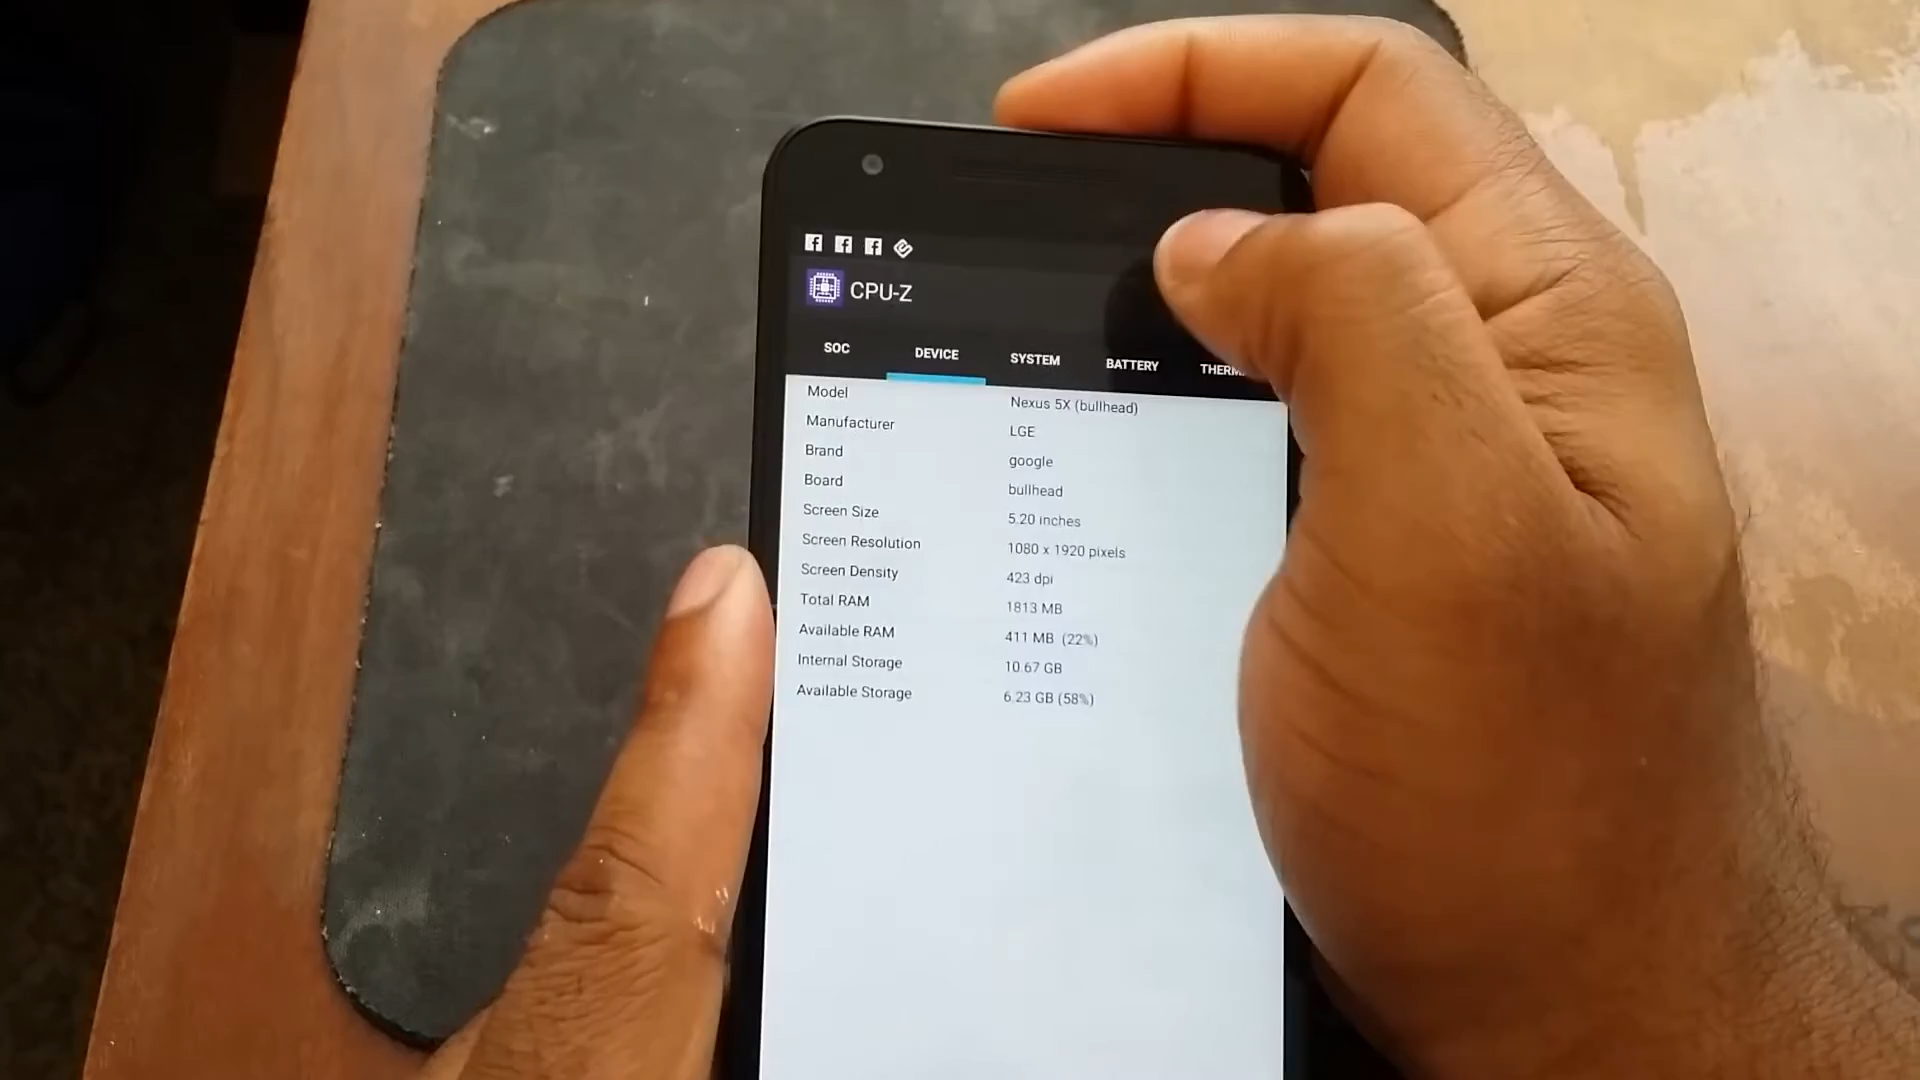 CPU-Z
SOC DEVICE SYSTEM BATTERY
Model Nexus 5X (bullhead)
Manufacturer LGE
Brand google
Board bullhead
Screen Size 5.20 inches
Screen Resolution 1080 x 1920 pixels
Screen Density 423 dpi
Total RAM 1813 MB
Available RAM 411 MB (22%)
Internal Storage 10.67 GB
Available Storage 6.23 GB (58%)